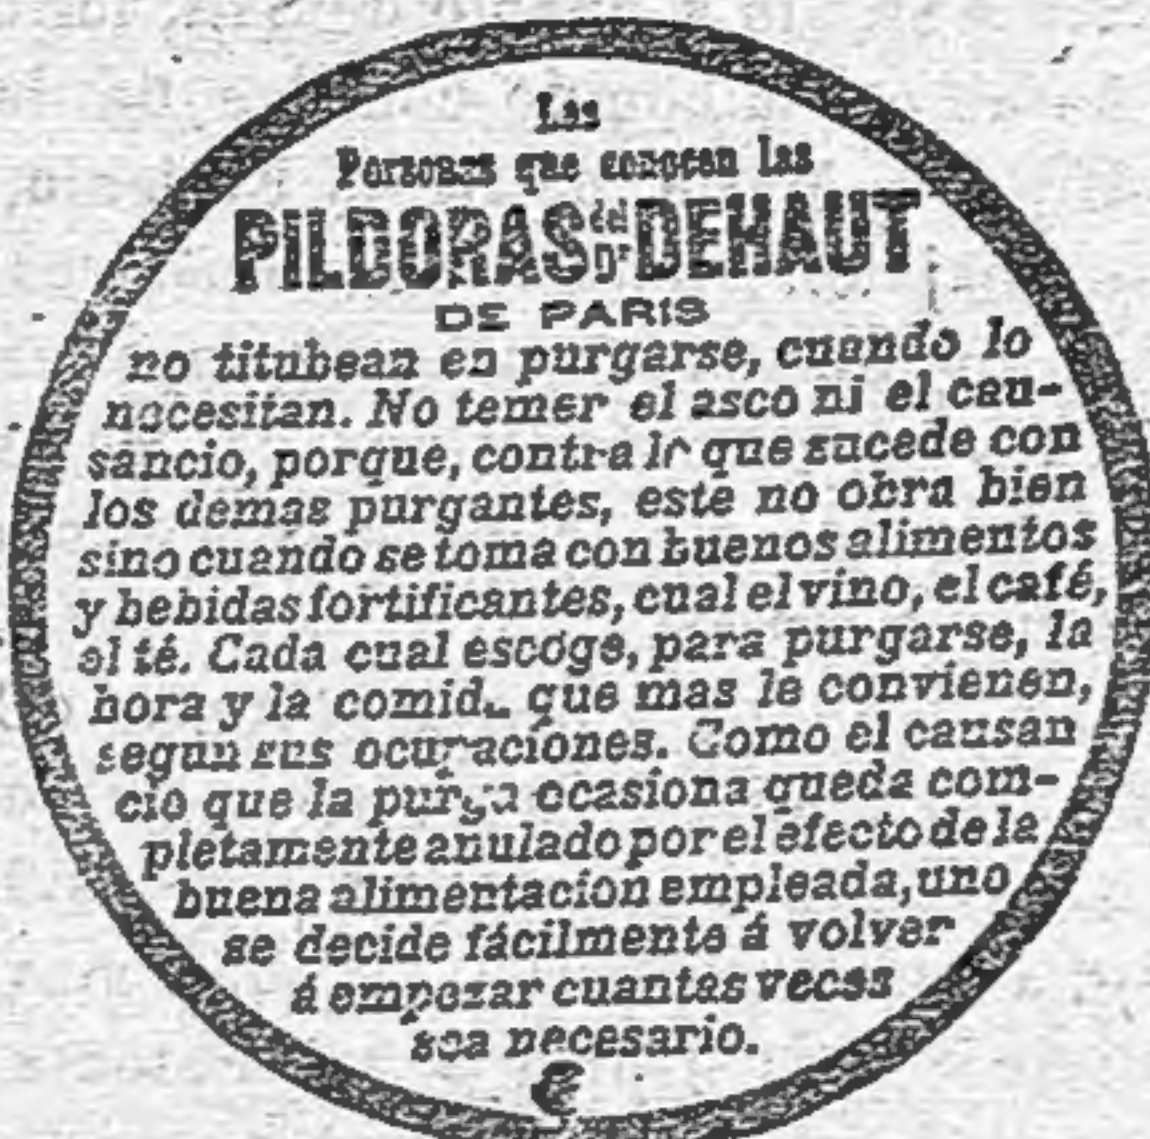 Las
Personas que conocen las
PILDORAS del Dr DEHAUT
DE PARIS
no titubean en purgarse, cuando lo
necesitan. No temer el asco ni el cau-
sancio, porque, contra lo que sucede con
los demas purgantes, este no obra bien
sino cuando se toma con buenos alimentos
y bebidas fortificantes, cual el vino, el café,
el té. Cada cual escoge, para purgarse, la
hora y la comida que mas le convienen,
segun sus ocupaciones. Como el causan
cio que la purga ocasiona queda com-
pletamente anulado por el efecto de la
buena alimentacion empleada, uno
se decide fácilmente á volver
á empezar cuantas veces
sea necesario.